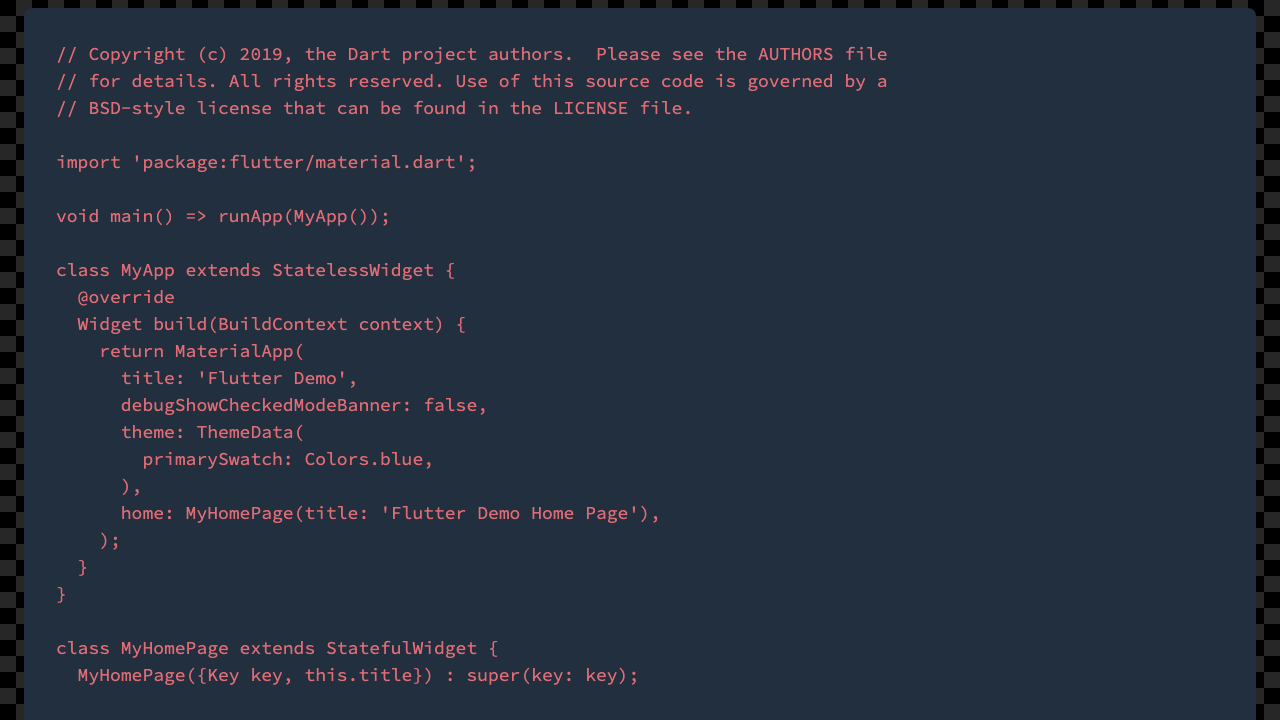 // Copyright (c) 2019, the Dart project authors.  Please see the AUTHORS file
// for details. All rights reserved. Use of this source code is governed by a
// BSD-style license that can be found in the LICENSE file.

import 'package:flutter/material.dart';

void main() => runApp(MyApp());

class MyApp extends StatelessWidget {
  @override
  Widget build(BuildContext context) {
    return MaterialApp(
      title: 'Flutter Demo',
      debugShowCheckedModeBanner: false,
      theme: ThemeData(
        primarySwatch: Colors.blue,
      ),
      home: MyHomePage(title: 'Flutter Demo Home Page'),
    );
  }
}

class MyHomePage extends StatefulWidget {
  MyHomePage({Key key, this.title}) : super(key: key);